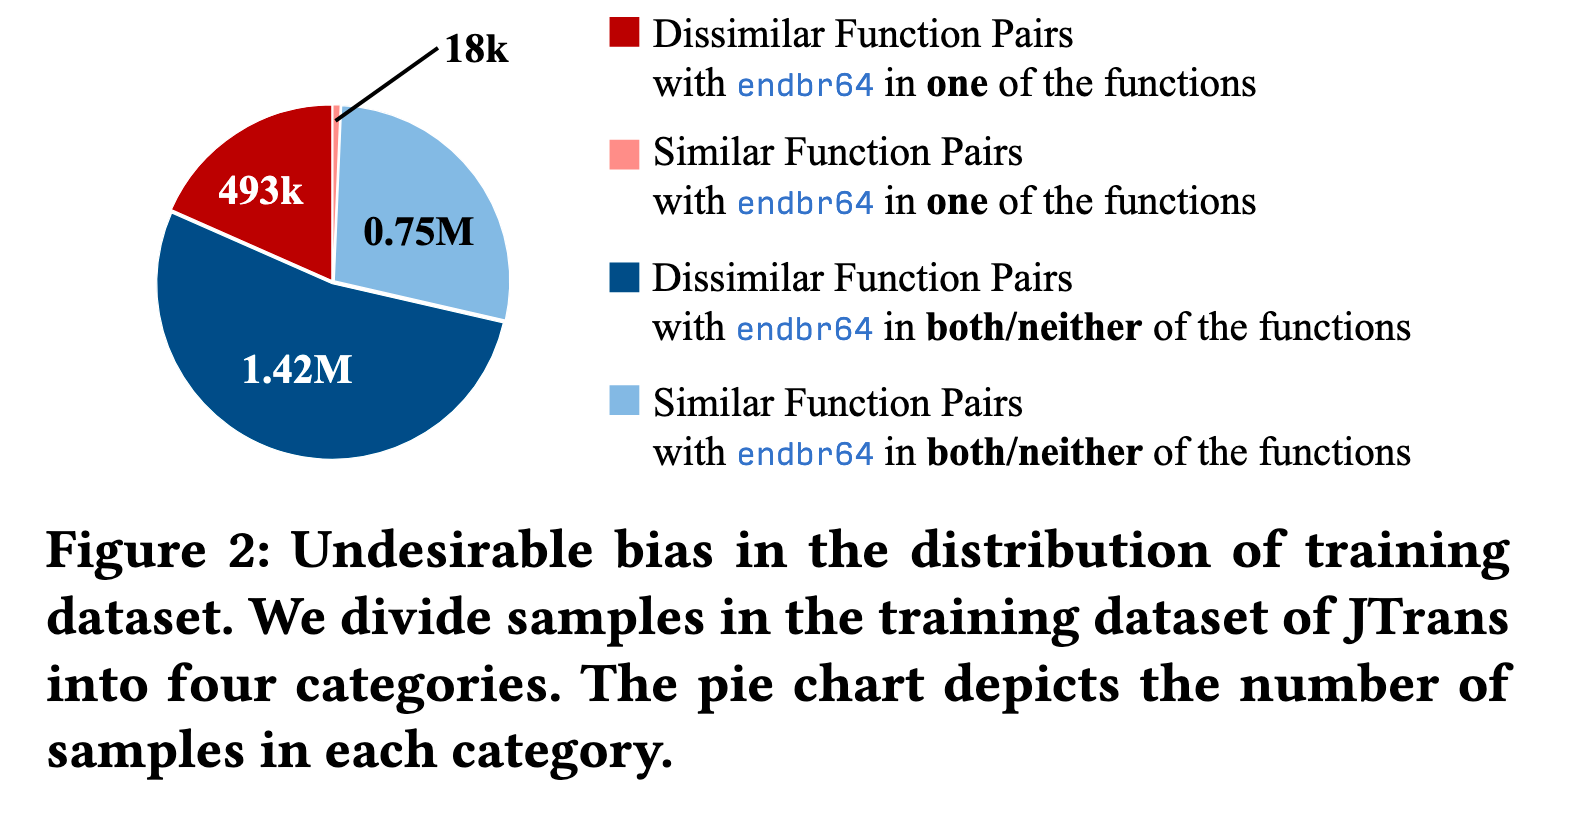 18k
493k
0.75M
1.42M
Dissimilar Function Pairs
with endbr64 in one of the functions
Similar Function Pairs
with endbr64 in one of the functions
Dissimilar Function Pairs
with endbr64 in both/neither of the functions
Similar Function Pairs
with endbr64 in both/neither of the functions
Figure 2: Undesirable bias in the distribution of training
dataset. We divide samples in the training dataset of JTrans
into four categories. The pie chart depicts the number of
samples in each category.